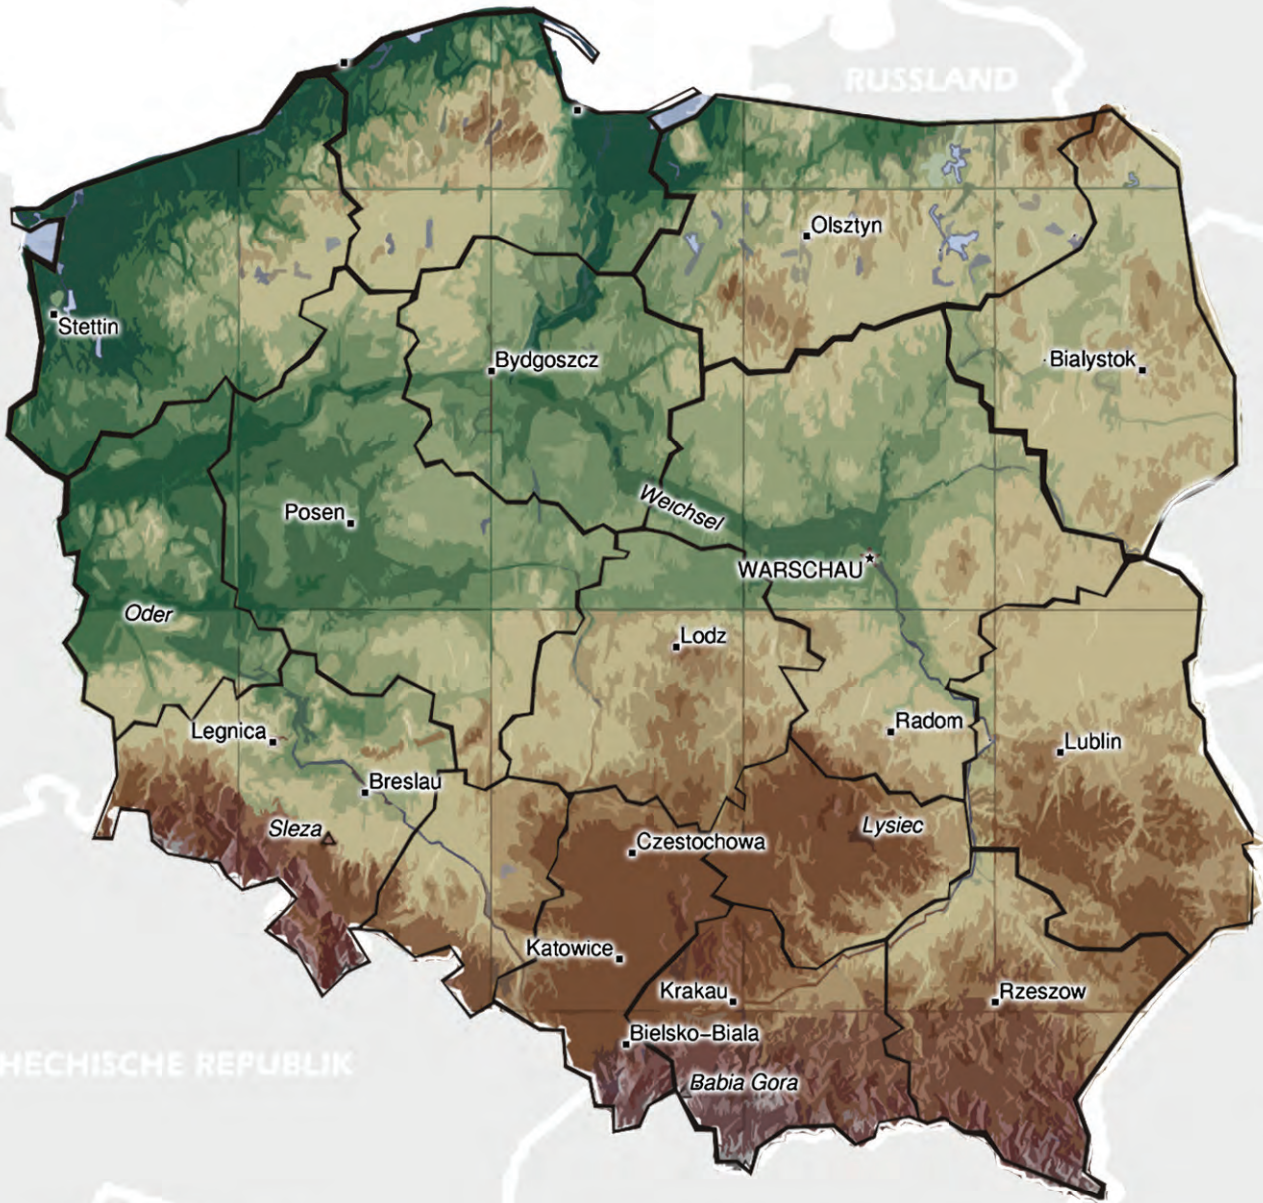 RUSSLAND
Olsztyn
Stettin
Bydgoszcz
Bialystok
Posen
Weichsel
WARSCHAU
Oder
Lodz
Legnica
Radom
Lublin
Breslau
Sleza
Lysiec
Czestochowa
Katowice
Krakau
Rzeszow
Bielsko-Biala
HECHISCHE REPUBLIK
Babia Gora